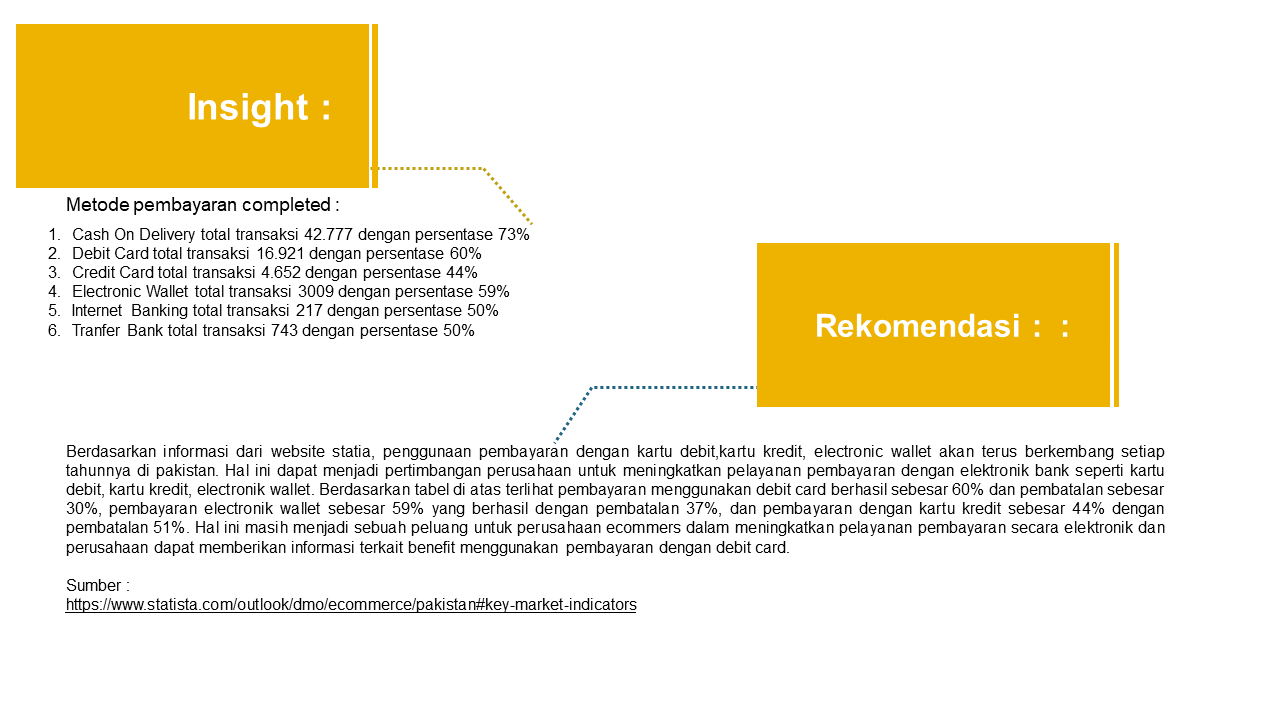 Insight :
Metode pembayaran completed :
1. Cash On Delivery total transaksi 42.777 dengan persentase 73%
2. Debit Card total transaksi 16.921 dengan persentase 60%
3. Credit Card total transaksi 4.652 dengan persentase 44%
4. Electronic Wallet total transaksi 3009 dengan persentase 59%
5. Internet Banking total transaksi 217 dengan persentase 50%
6. Tranfer Bank total transaksi 743 dengan persentase 50%
Rekomendasi : :
Berdasarkan informasi dari website statia, penggunaan pembayaran dengan kartu debit,kartu kredit, electronic wallet akan terus berkembang setiap
tahunnya di pakistan. Hal ini dapat menjadi pertimbangan perusahaan untuk meningkatkan pelayanan pembayaran dengan elektronik bank seperti kartu
debit, kartu kredit, electronik wallet. Berdasarkan tabel di atas terlihat pembayaran menggunakan debit card berhasil sebesar 60% dan pembatalan sebesar
30%, pembayaran electronik wallet sebesar 59% yang berhasil dengan pembatalan 37%, dan pembayaran dengan kartu kredit sebesar 44% dengan
pembatalan 51%. Hal ini masih menjadi sebuah peluang untuk perusahaan ecommers dalam meningkatkan pelayanan pembayaran secara elektronik dan
perusahaan dapat memberikan informasi terkait benefit menggunakan pembayaran dengan debit card.
Sumber :
https://www.statista.com/outlook/dmo/ecommerce/pakistan#key-market-indicators